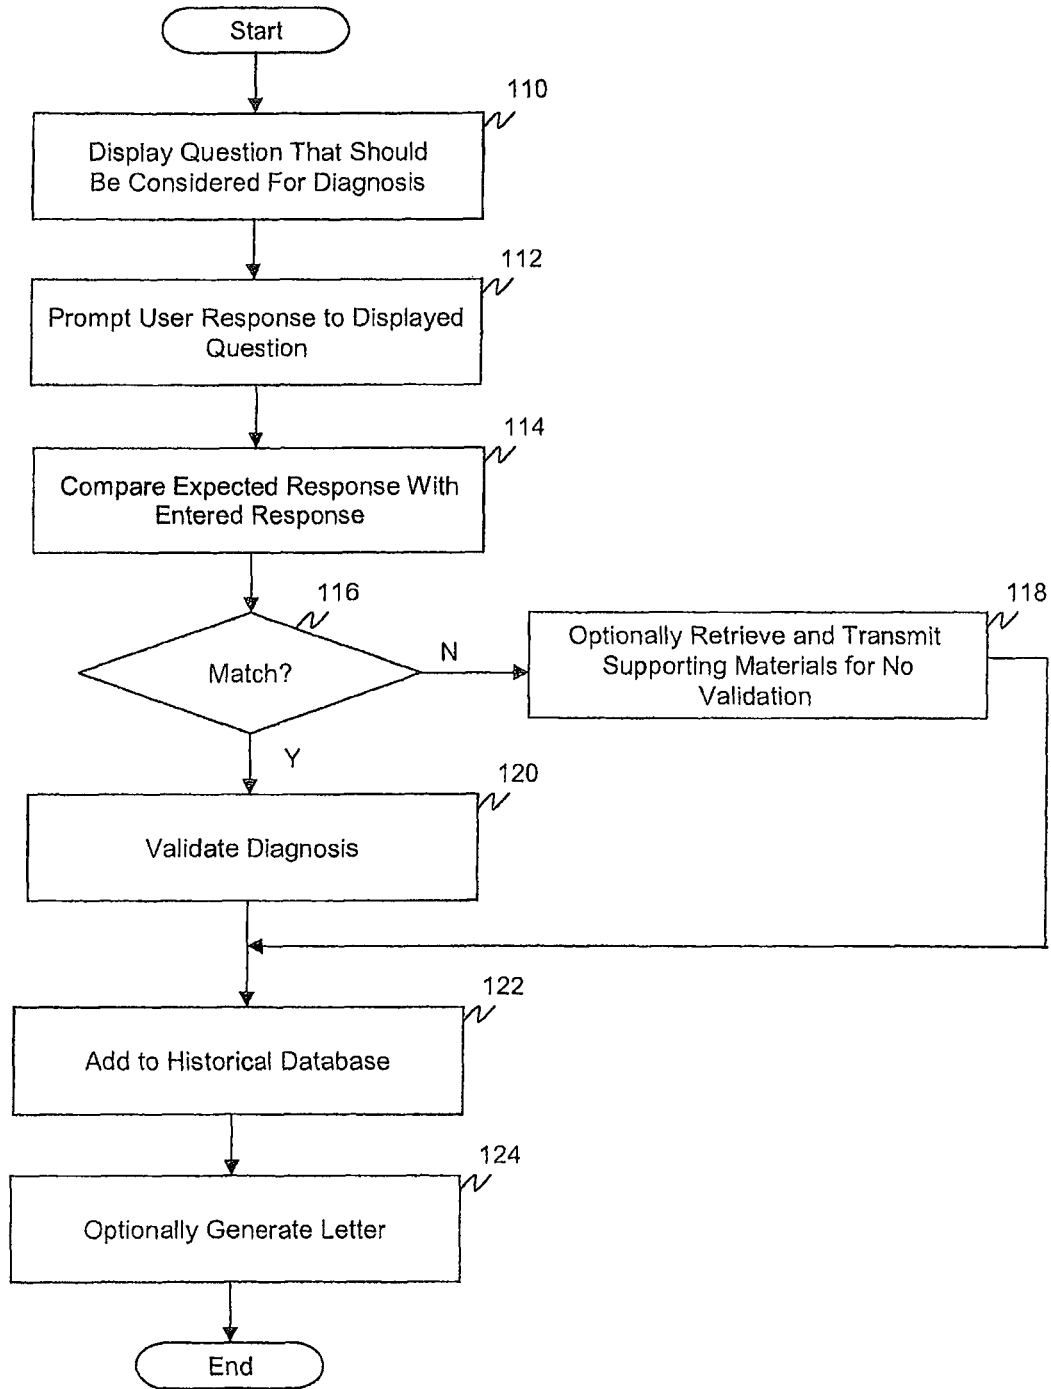 Start
110
Display Question That Should
Be Considered For Diagnosis
112
Prompt User Response to Displayed
Question
114
Compare Expected Response With
Entered Response
116
Match?
N
118
Optionally Retrieve and Transmit
Supporting Materials for No
Validation
Y
120
Validate Diagnosis
122
Add to Historical Database
124
Optionally Generate Letter
End